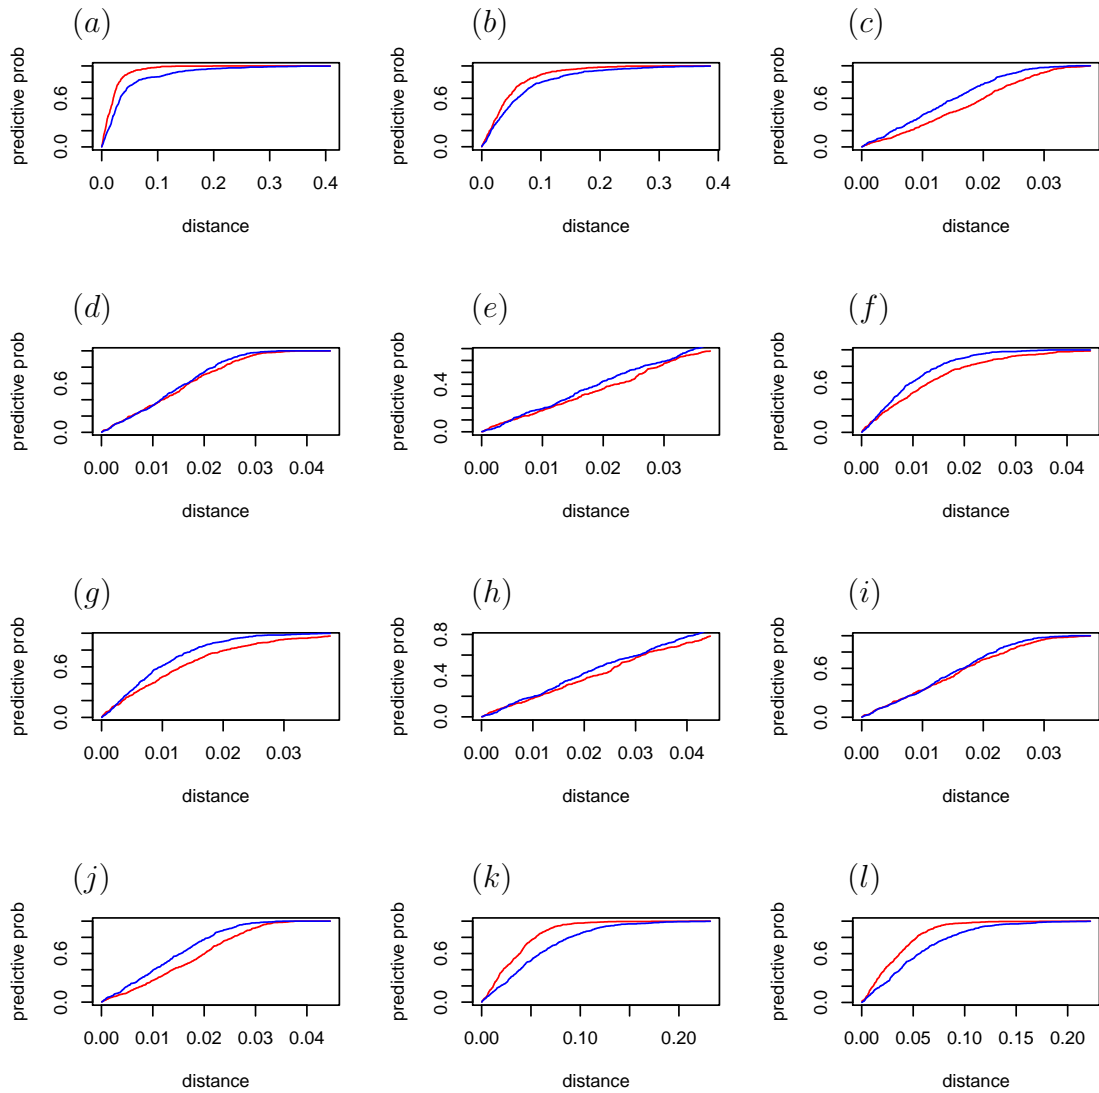 (a) (b) (c)
predictive prob 0.0 0.6 predictive prob 0.0 0.6 predictive prob 0.0 0.6
0.0 0.1 0.2 0.3 0.4 0.0 0.1 0.2 0.3 0.4 0.00 0.01 0.02 0.03
distance distance distance
(d) (e) (f)
predictive prob 0.0 0.6 predictive prob 0.0 0.4 predictive prob 0.0 0.6
0.00 0.01 0.02 0.03 0.04 0.00 0.01 0.02 0.03 0.00 0.01 0.02 0.03 0.04
distance distance distance
(g) (h) (i)
predictive prob 0.0 0.6 predictive prob 0.0 0.2 0.4 0.6 0.8 predictive prob 0.0 0.6
0.00 0.01 0.02 0.03 0.00 0.01 0.02 0.03 0.04 0.00 0.01 0.02 0.03
distance distance distance
(j) (k) (l)
predictive prob 0.0 0.6 predictive prob 0.0 0.6 predictive prob 0.0 0.6
0.00 0.01 0.02 0.03 0.04 0.00 0.10 0.20 0.00 0.05 0.10 0.15 0.20
distance distance distance